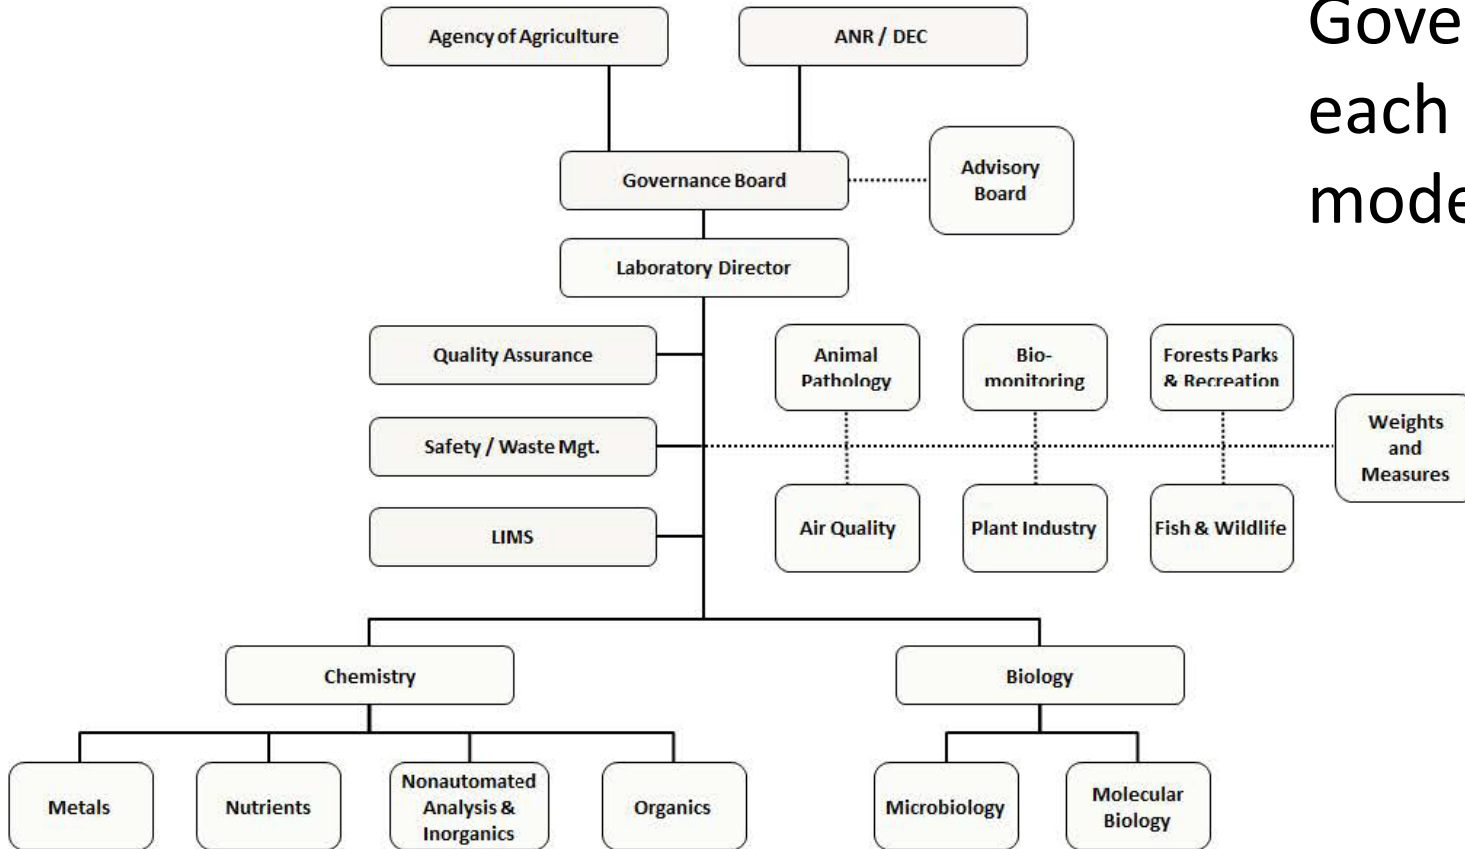 Agency of Agriculture
ANR / DEC
Gove
each
mode
Governance Board
Advisory
Board
Laboratory Director
Quality Assurance
Animal
Pathology
Bio-
monitoring
Forests Parks
& Recreation
Safety / Waste Mgt.
Weights
and
Measures
LIMS
Air Quality
Plant Industry
Fish & Wildlife
Chemistry
Biology
Metals
Nutrients
Nonautomated
Analysis &
Inorganics
Organics
Microbiology
Molecular
Biology